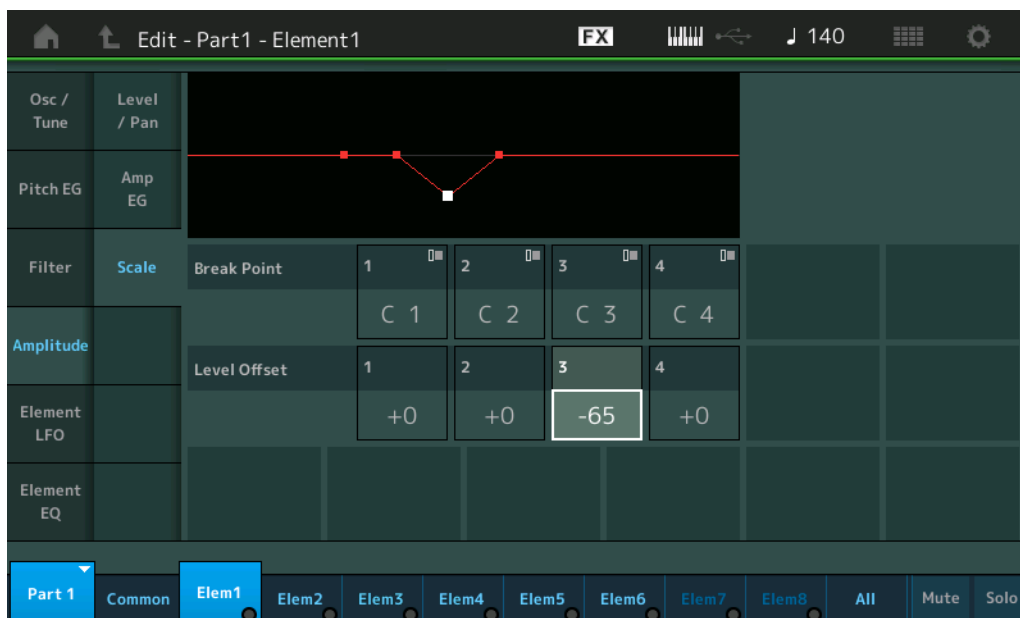 Edit - Part1 - Element1
FX
♩ 140
Osc /
Tune
Level
/ Pan
Pitch EG
Amp
EG
Filter
Scale
Amplitude
Element
LFO
Element
EQ
Break Point
1
2
3
4
C 1
C 2
C 3
C 4
Level Offset
1
2
3
4
+0
+0
-65
+0
Part 1
Common
Elem1
Elem2
Elem3
Elem4
Elem5
Elem6
Elem7
Elem8
All
Mute
Solo